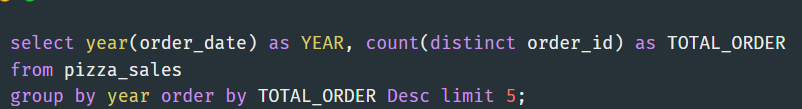 select year(order_date) as YEAR, count(distinct order_id) as TOTAL_ORDER
from pizza_sales
group by year order by TOTAL_ORDER Desc limit 5;